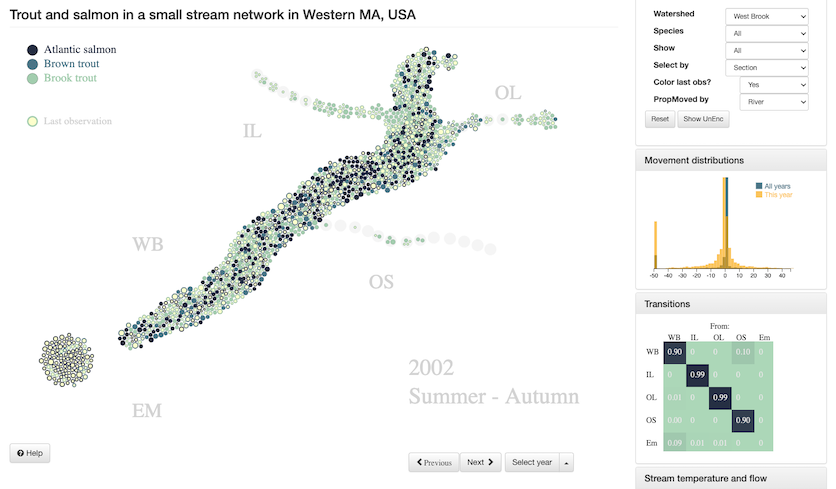 Trout and salmon in a small stream network in Western MA, USA
Atlantic salmon
Brown trout
Brook trout
Last observation
IL
OL
WB
OS
EM
2002
Summer - Autumn
Help
Previous
Next
Select year
Watershed West Brook
Species All
Show All
Select by Section
Color last obs? Yes
PropMoved by River
Reset Show UnEnc
Movement distributions
All years
This year
-50 -40 -30 -20 -10 0 10 20 30 40
Transitions
From:
WB IL OL OS Em
WB 0.90 0 0 0.10 0
IL 0 0.99 0 0 0
OL 0.01 0 0.99 0 0
OS 0.00 0 0 0.90 0
Em 0.09 0.01 0.01 0 0
Stream temperature and flow